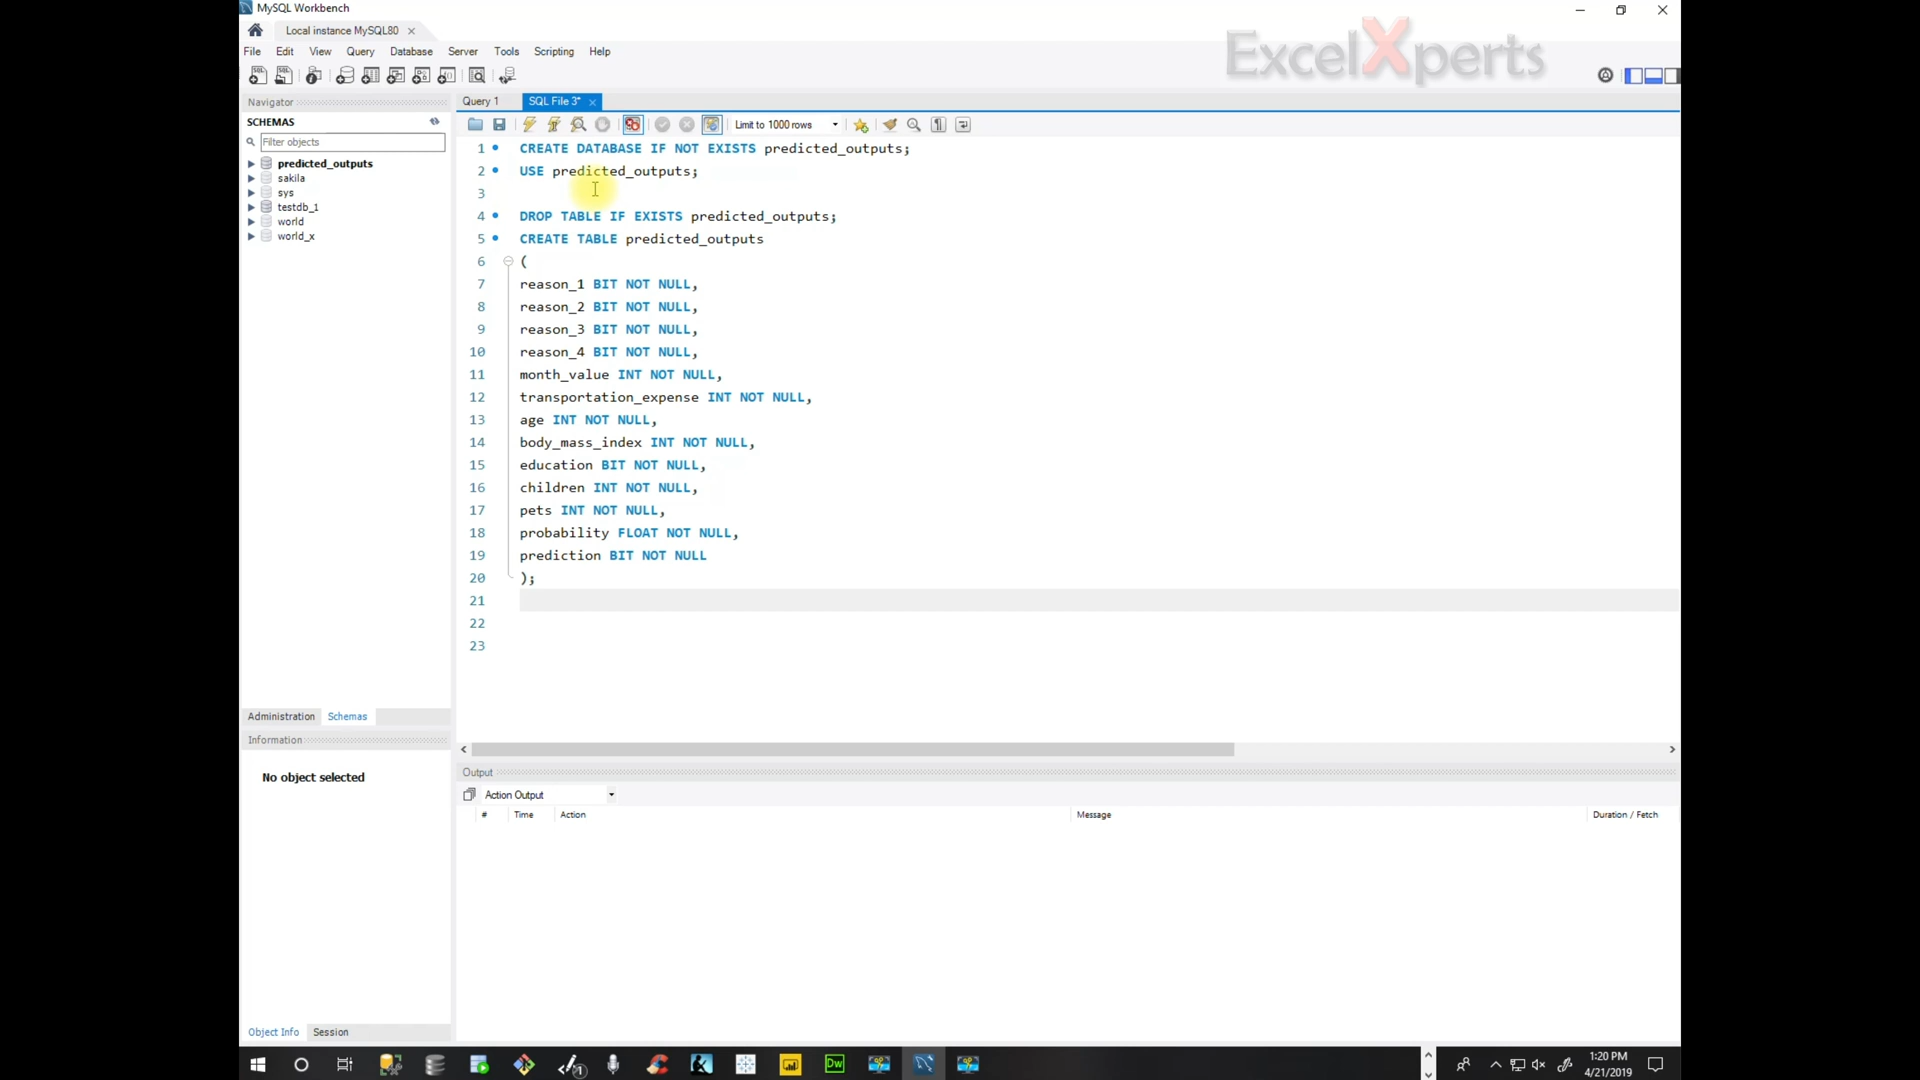 MySQL Workbench
Local instance MySQL80
File Edit View Query Database Server Tools Scripting Help
ExcelXperts
Navigator
Query 1 SQL File 3*
SCHEMAS
Limit to 1000 rows
Filter objects
predicted_outputs
sakila
sys
testdb_1
world
world_x
1 CREATE DATABASE IF NOT EXISTS predicted_outputs;
2 USE predicted_outputs;
3
4 DROP TABLE IF EXISTS predicted_outputs;
5 CREATE TABLE predicted_outputs
6 (
7 reason_1 BIT NOT NULL,
8 reason_2 BIT NOT NULL,
9 reason_3 BIT NOT NULL,
10 reason_4 BIT NOT NULL,
11 month_value INT NOT NULL,
12 transportation_expense INT NOT NULL,
13 age INT NOT NULL,
14 body_mass_index INT NOT NULL,
15 education BIT NOT NULL,
16 children INT NOT NULL,
17 pets INT NOT NULL,
18 probability FLOAT NOT NULL,
19 prediction BIT NOT NULL
20 );
21
22
23
Administration Schemas
Information
No object selected
Output
Action Output
# Time Action Message Duration / Fetch
Object Info Session
Dw
1:20 PM
4/21/2019